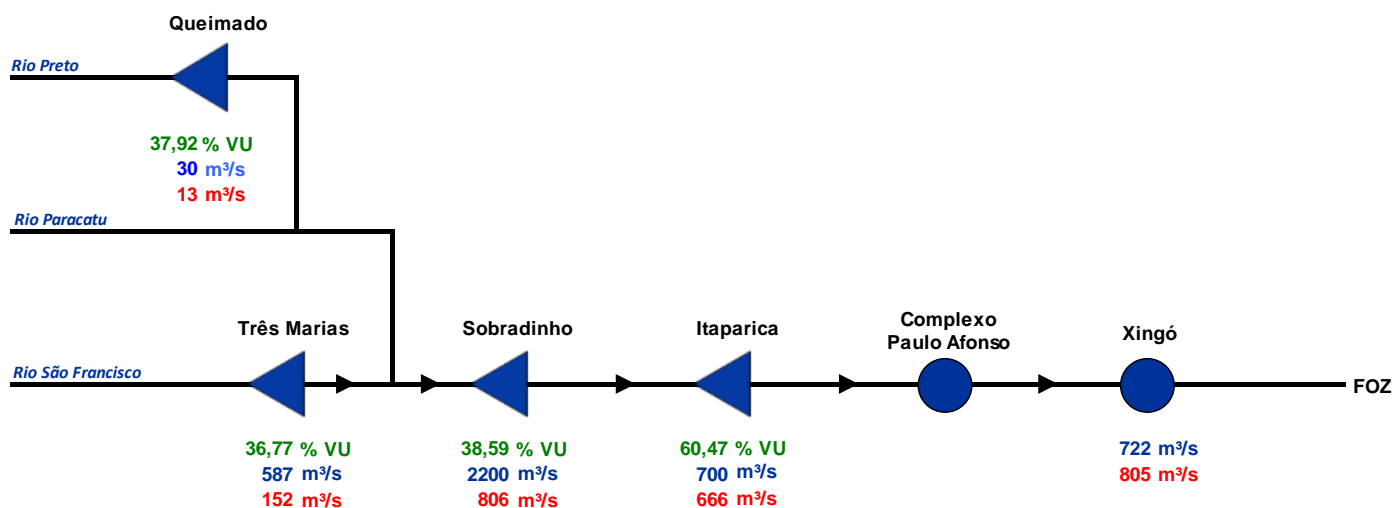 Queimado
Rio Preto
37,92 % VU
30 m³/s
13 m³/s
Rio Paracatu
Três Marias
Sobradinho
Itaparica
Complexo
Paulo Afonso
Xingó
Rio São Francisco
FOZ
36,77 % VU
587 m³/s
152 m³/s
38,59 % VU
2200 m³/s
806 m³/s
60,47 % VU
700 m³/s
666 m³/s
722 m³/s
805 m³/s